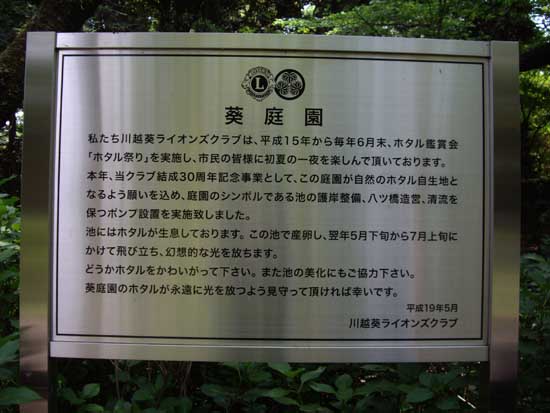 葵庭園
私たち川越葵ライオンズクラブは、平成15年から毎年6月末、ホタル鑑賞会
「ホタル祭り」を実施し、市民の皆様に初夏の一夜を楽しんで頂いております。
本年、当クラブ結成30周年記念事業として、この庭園が自然のホタル自生地と
なるよう願いを込め、庭園のシンボルである池の護岸整備、八ツ橋造営、清流を
保つポンプ設置を実施致しました。
池にはホタルが生息しております。この池で産卵し、翌年5月下旬から7月上旬に
かけて飛び立ち、幻想的な光を放ちます。
どうかホタルをかわいがって下さい。また池の美化にもご協力下さい。
葵庭園のホタルが永遠に光を放つよう見守って頂ければ幸いです。
平成19年5月
川越葵ライオンズクラブ